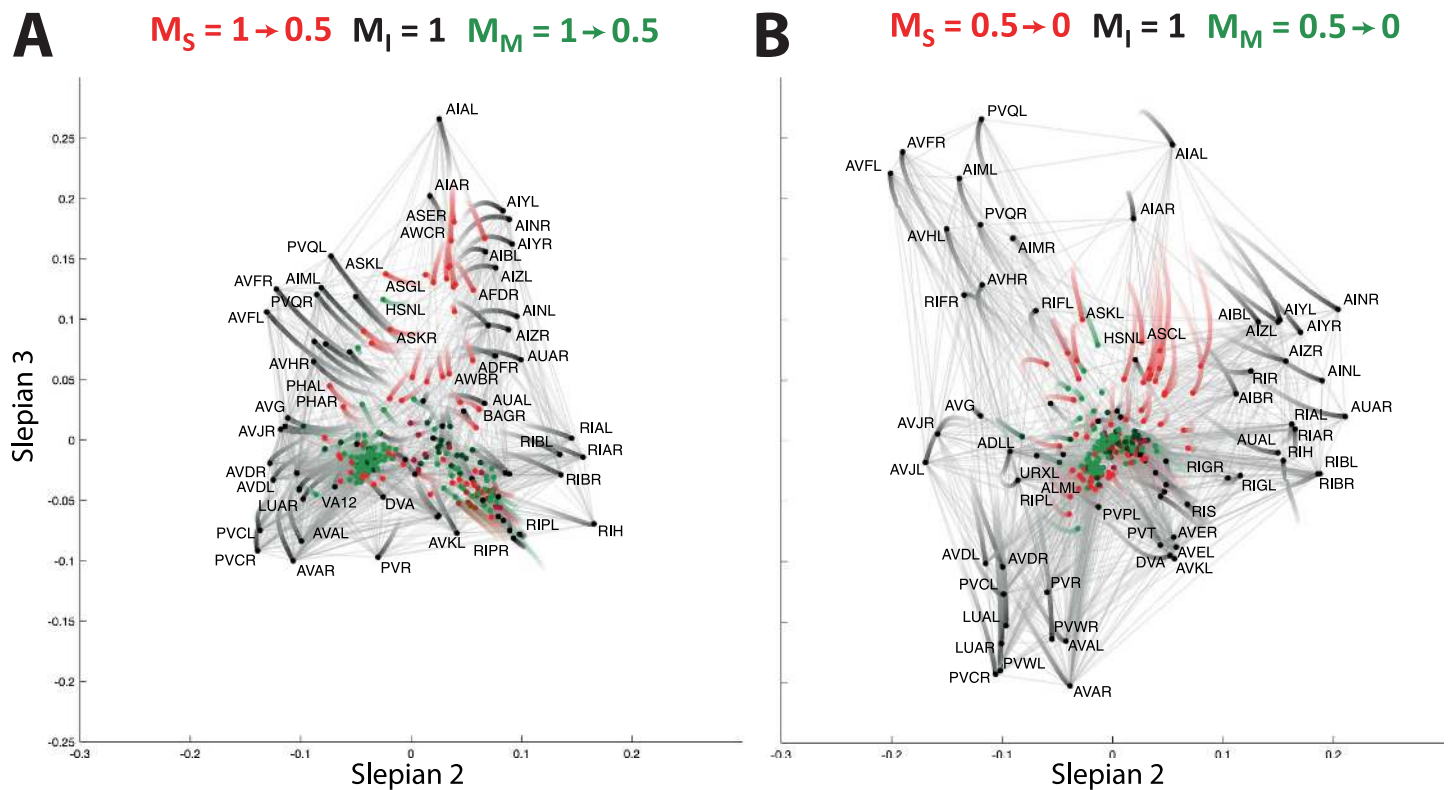 A
M_S = 1→0.5 M_I = 1 M_M = 1→0.5
Slepian 3
0.25
0.2
0.15
0.1
0.05
0
-0.05
-0.1
-0.15
-0.2
-0.25
-0.3
-0.2
-0.1
0
0.1
0.2
Slepian 2
AIAL
AIAR
ASER
AWCR
AIYL
AINR
AIYR
AIBL
AIZL
PVQL
ASKL
ASGL
AFDR
AVFR
AIML
PVQR
HSNL
AVFL
AINL
ASKR
AIZR
AUAR
AVHR
ADFR
AWBR
PHAL
PHAR
AUAL
BAGR
AVG
AVJR
RIAL
RIBL
RIAR
AVDR
AVDL
RIBR
LUAR
VA12
DVA
PVCL
AVAL
RIPL
RIH
AVKL
RIPR
PVCR
AVAR
PVR
B
M_S = 0.5→0 M_I = 1 M_M = 0.5→0
-0.3
-0.2
-0.1
0
0.1
0.2
Slepian 2
PVQL
AVFR
AVFL
AIML
AIAL
PVQR
AIAR
AVHL
AIMR
AVHR
RIFR
RIFL
ASKL
HSNL
ASCL
AIBL
AIYL
AINR
AIZL
AIYR
AIZR
RIR
AINL
AIBR
AVG
RIAL
AUAR
AVJR
ADLL
AUAL
RIAR
RIH
AVJL
URXL
RIGR
RIBL
ALML
RIGL
RIBR
RIPL
PVPL
RIS
PVT
AVER
AVDL
AVDR
AVEL
DVA
AVKL
PVCL
PVR
LUAL
PVWR
LUAR
AVAL
PVWL
PVCR
AVAR